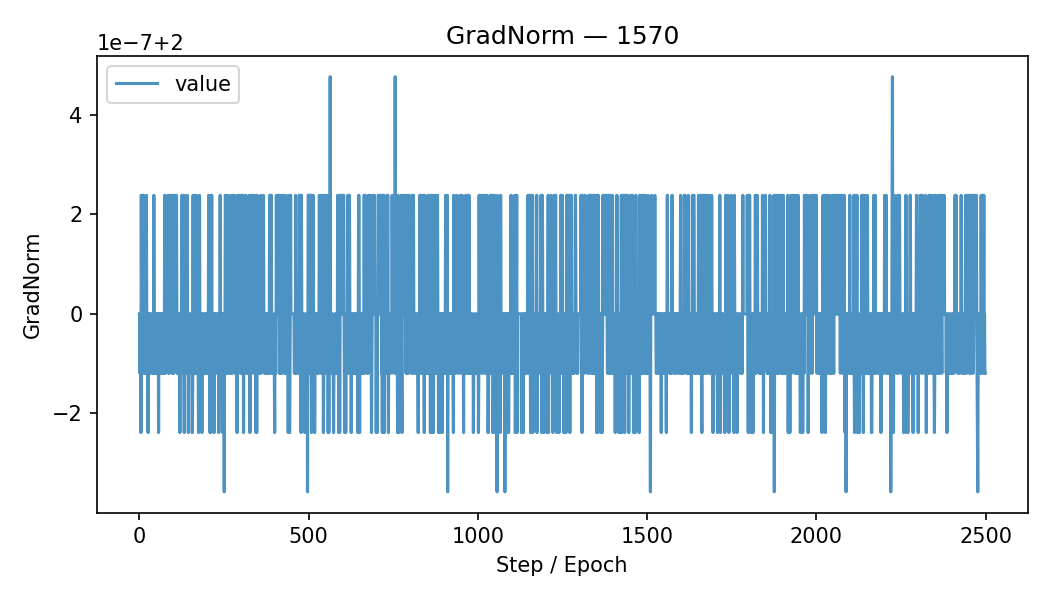 GradNorm — 1570
1e−7+2
value
4
2
0
−2
GradNorm
0
500
1000
1500
2000
2500
Step / Epoch